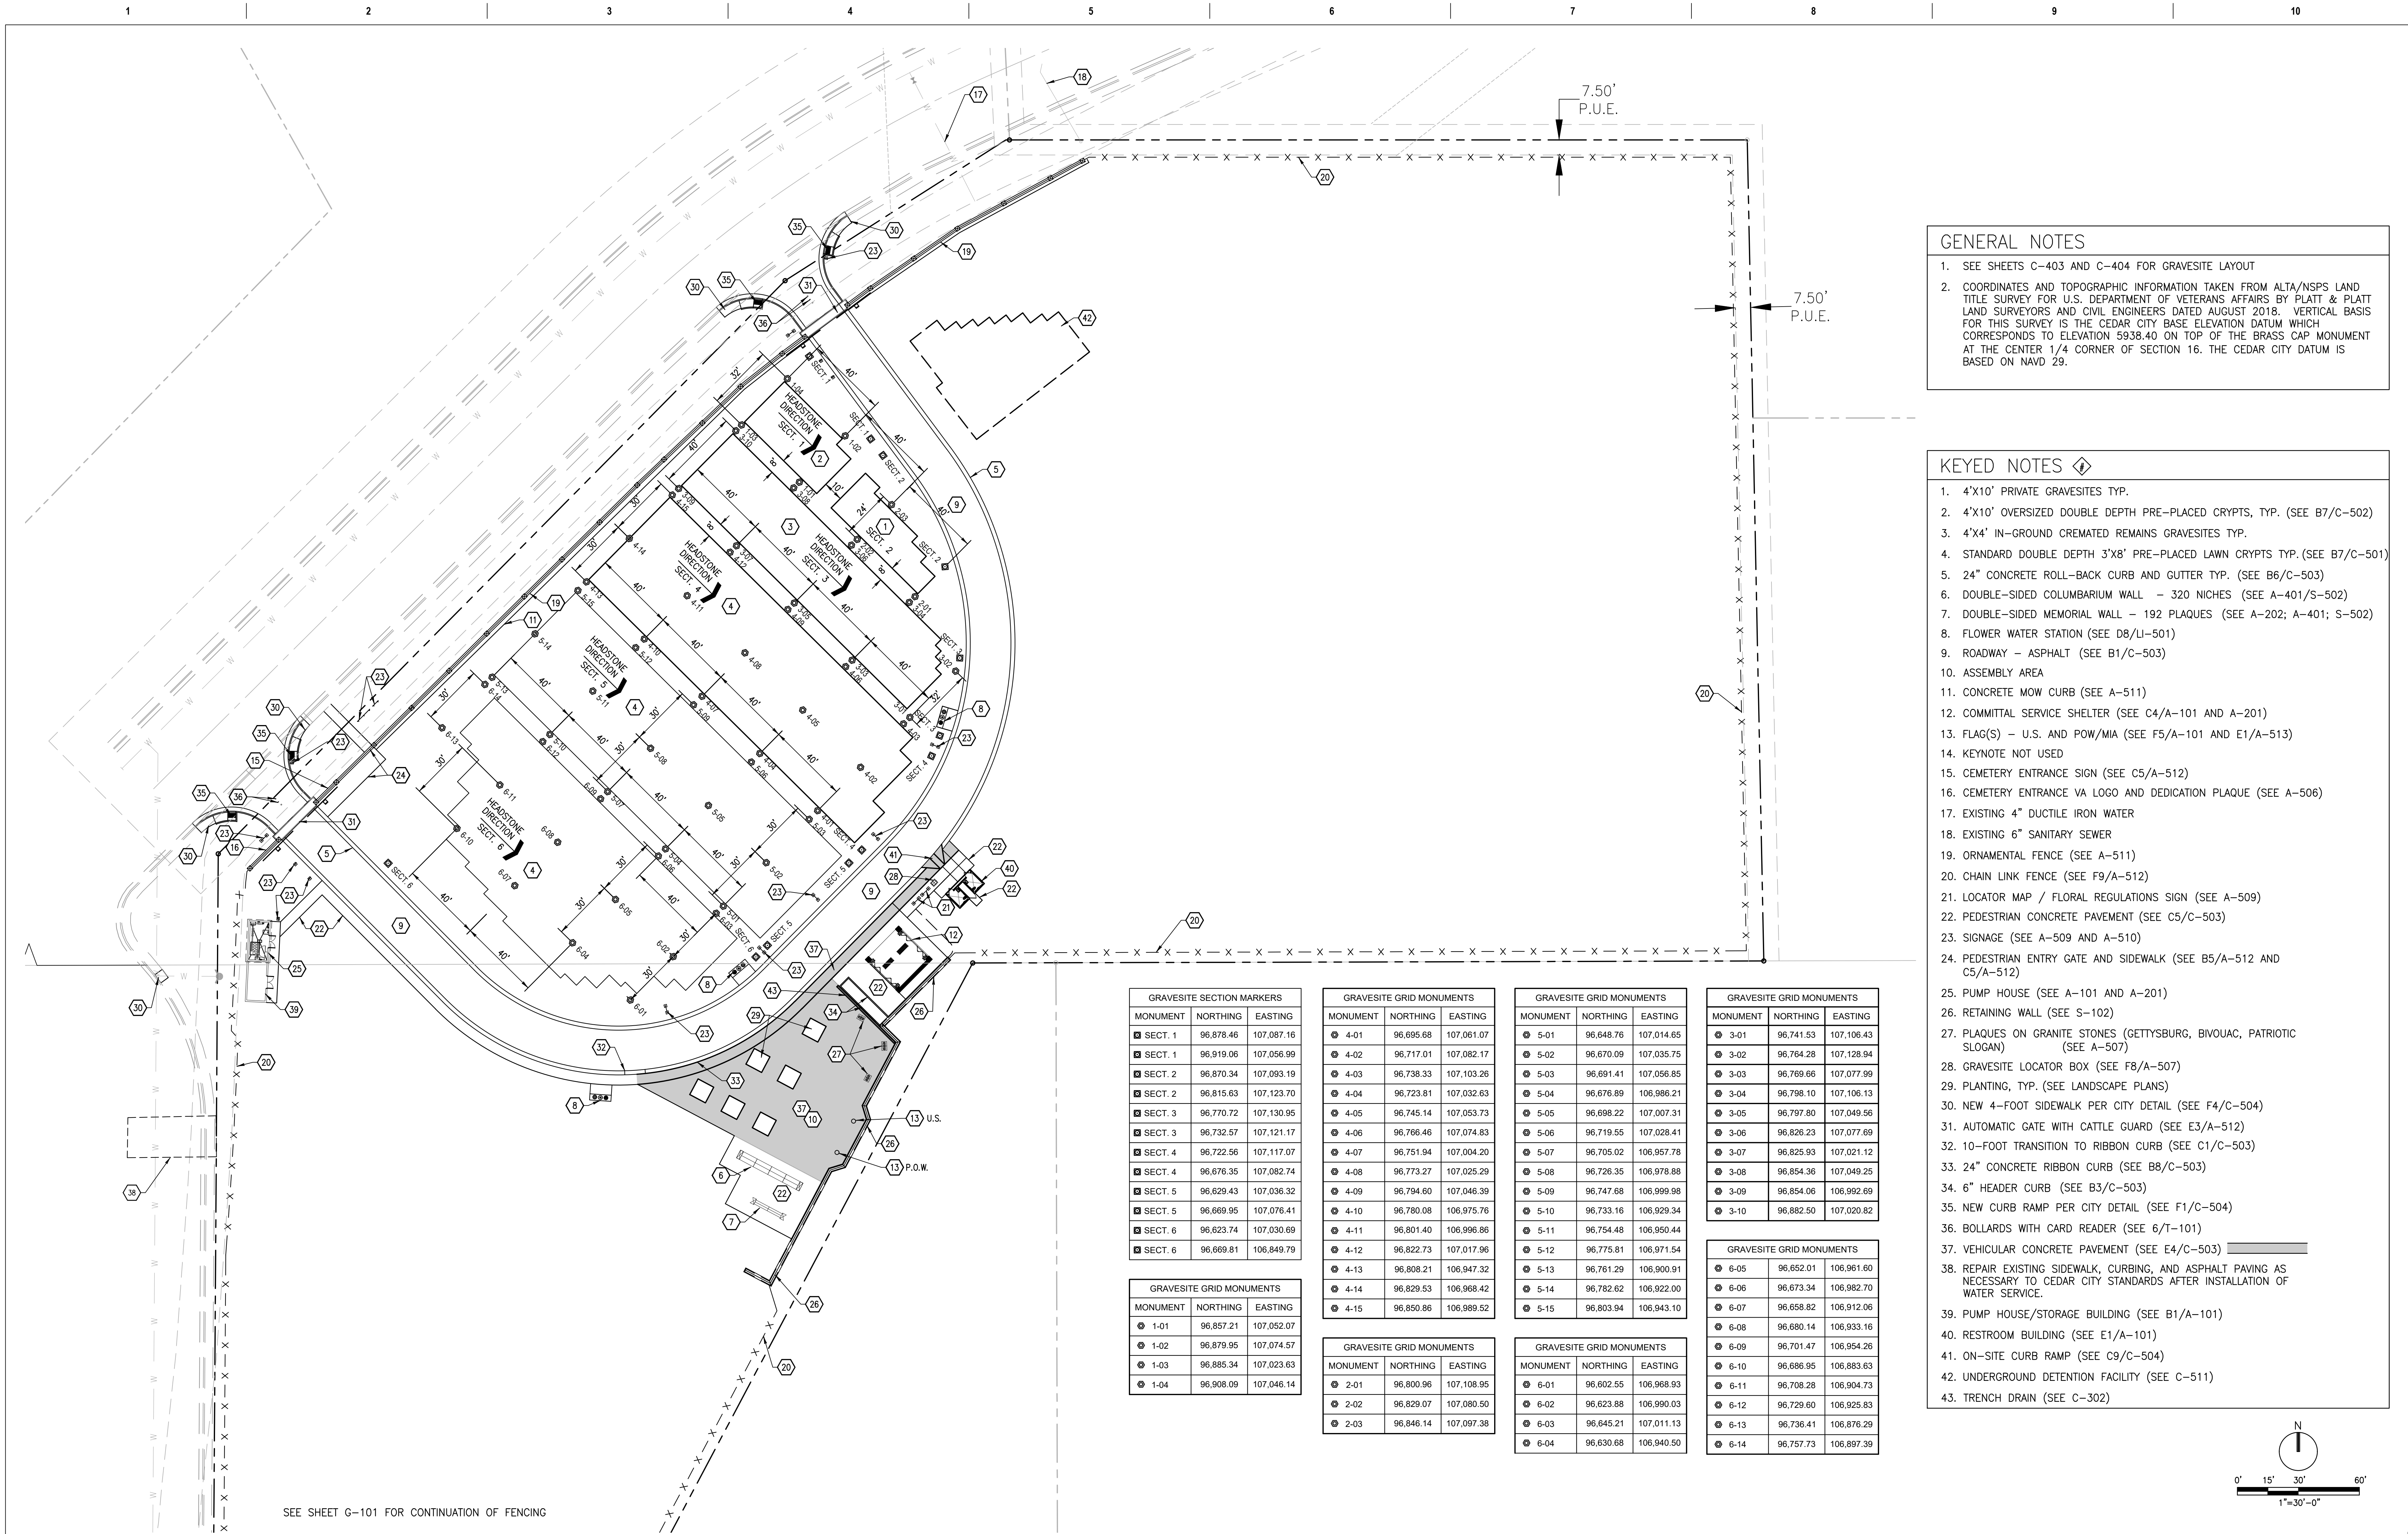 1 2 3 4 5 6 7 8 9 10
7.50'
P.U.E.
7.50'
P.U.E.
HEADSTONE
DIRECTION
SECT. 1
SECT. 2
HEADSTONE
DIRECTION
SECT. 3
HEADSTONE
DIRECTION
SECT. 4
HEADSTONE
DIRECTION
SECT. 5
HEADSTONE
DIRECTION
SECT. 6
13 U.S.
13 P.O.W.
SEE SHEET G-101 FOR CONTINUATION OF FENCING
GENERAL NOTES
1. SEE SHEETS C-403 AND C-404 FOR GRAVESITE LAYOUT
2. COORDINATES AND TOPOGRAPHIC INFORMATION TAKEN FROM ALTA/NSPS LAND
TITLE SURVEY FOR U.S. DEPARTMENT OF VETERANS AFFAIRS BY PLATT & PLATT
LAND SURVEYORS AND CIVIL ENGINEERS DATED AUGUST 2018. VERTICAL BASIS
FOR THIS SURVEY IS THE CEDAR CITY BASE ELEVATION DATUM WHICH
CORRESPONDS TO ELEVATION 5938.40 ON TOP OF THE BRASS CAP MONUMENT
AT THE CENTER 1/4 CORNER OF SECTION 16. THE CEDAR CITY DATUM IS
BASED ON NAVD 29.
KEYED NOTES #
1. 4'X10' PRIVATE GRAVESITES TYP.
2. 4'X10' OVERSIZED DOUBLE DEPTH PRE-PLACED CRYPTS, TYP. (SEE B7/C-502)
3. 4'X4' IN-GROUND CREMATED REMAINS GRAVESITES TYP.
4. STANDARD DOUBLE DEPTH 3'X8' PRE-PLACED LAWN CRYPTS TYP. (SEE B7/C-501)
5. 24" CONCRETE ROLL-BACK CURB AND GUTTER TYP. (SEE B6/C-503)
6. DOUBLE-SIDED COLUMBARIUM WALL - 320 NICHES (SEE A-401/S-502)
7. DOUBLE-SIDED MEMORIAL WALL - 192 PLAQUES (SEE A-202; A-401; S-502)
8. FLOWER WATER STATION (SEE D8/LI-501)
9. ROADWAY - ASPHALT (SEE B1/C-503)
10. ASSEMBLY AREA
11. CONCRETE MOW CURB (SEE A-511)
12. COMMITTAL SERVICE SHELTER (SEE C4/A-101 AND A-201)
13. FLAG(S) - U.S. AND POW/MIA (SEE F5/A-101 AND E1/A-513)
14. KEYNOTE NOT USED
15. CEMETERY ENTRANCE SIGN (SEE C5/A-512)
16. CEMETERY ENTRANCE VA LOGO AND DEDICATION PLAQUE (SEE A-506)
17. EXISTING 4" DUCTILE IRON WATER
18. EXISTING 6" SANITARY SEWER
19. ORNAMENTAL FENCE (SEE A-511)
20. CHAIN LINK FENCE (SEE F9/A-512)
21. LOCATOR MAP / FLORAL REGULATIONS SIGN (SEE A-509)
22. PEDESTRIAN CONCRETE PAVEMENT (SEE C5/C-503)
23. SIGNAGE (SEE A-509 AND A-510)
24. PEDESTRIAN ENTRY GATE AND SIDEWALK (SEE B5/A-512 AND
C5/A-512)
25. PUMP HOUSE (SEE A-101 AND A-201)
26. RETAINING WALL (SEE S-102)
27. PLAQUES ON GRANITE STONES (GETTYSBURG, BIVOUAC, PATRIOTIC
SLOGAN) (SEE A-507)
28. GRAVESITE LOCATOR BOX (SEE F8/A-507)
29. PLANTING, TYP. (SEE LANDSCAPE PLANS)
30. NEW 4-FOOT SIDEWALK PER CITY DETAIL (SEE F4/C-504)
31. AUTOMATIC GATE WITH CATTLE GUARD (SEE E3/A-512)
32. 10-FOOT TRANSITION TO RIBBON CURB (SEE C1/C-503)
33. 24" CONCRETE RIBBON CURB (SEE B8/C-503)
34. 6" HEADER CURB (SEE B3/C-503)
35. NEW CURB RAMP PER CITY DETAIL (SEE F1/C-504)
36. BOLLARDS WITH CARD READER (SEE 6/T-101)
37. VEHICULAR CONCRETE PAVEMENT (SEE E4/C-503)
38. REPAIR EXISTING SIDEWALK, CURBING, AND ASPHALT PAVING AS
NECESSARY TO CEDAR CITY STANDARDS AFTER INSTALLATION OF
WATER SERVICE.
39. PUMP HOUSE/STORAGE BUILDING (SEE B1/A-101)
40. RESTROOM BUILDING (SEE E1/A-101)
41. ON-SITE CURB RAMP (SEE C9/C-504)
42. UNDERGROUND DETENTION FACILITY (SEE C-511)
43. TRENCH DRAIN (SEE C-302)
GRAVESITE SECTION MARKERS
MONUMENT NORTHING EASTING
SECT. 1 96,878.46 107,087.16
SECT. 1 96,919.06 107,056.99
SECT. 2 96,870.34 107,093.19
SECT. 2 96,815.63 107,123.70
SECT. 3 96,770.72 107,130.95
SECT. 3 96,732.57 107,121.17
SECT. 4 96,722.56 107,117.07
SECT. 4 96,676.35 107,082.74
SECT. 5 96,629.43 107,036.32
SECT. 5 96,669.95 107,076.41
SECT. 6 96,623.74 107,030.69
SECT. 6 96,669.81 106,849.79
GRAVESITE GRID MONUMENTS
MONUMENT NORTHING EASTING
1-01 96,857.21 107,052.07
1-02 96,879.95 107,074.57
1-03 96,885.34 107,023.63
1-04 96,908.09 107,046.14
GRAVESITE GRID MONUMENTS
MONUMENT NORTHING EASTING
4-01 96,695.68 107,061.07
4-02 96,717.01 107,082.17
4-03 96,738.33 107,103.26
4-04 96,723.81 107,032.63
4-05 96,745.14 107,053.73
4-06 96,766.46 107,074.83
4-07 96,751.94 107,004.20
4-08 96,773.27 107,025.29
4-09 96,794.60 107,046.39
4-10 96,780.08 106,975.76
4-11 96,801.40 106,996.86
4-12 96,822.73 107,017.96
4-13 96,808.21 106,947.32
4-14 96,829.53 106,968.42
4-15 96,850.86 106,989.52
GRAVESITE GRID MONUMENTS
MONUMENT NORTHING EASTING
2-01 96,800.96 107,108.95
2-02 96,829.07 107,080.50
2-03 96,846.14 107,097.38
GRAVESITE GRID MONUMENTS
MONUMENT NORTHING EASTING
5-01 96,648.76 107,014.65
5-02 96,670.09 107,035.75
5-03 96,691.41 107,056.85
5-04 96,676.89 106,986.21
5-05 96,698.22 107,007.31
5-06 96,719.55 107,028.41
5-07 96,705.02 106,957.78
5-08 96,726.35 106,978.88
5-09 96,747.68 106,999.98
5-10 96,733.16 106,929.34
5-11 96,754.48 106,950.44
5-12 96,775.81 106,971.54
5-13 96,761.29 106,900.91
5-14 96,782.62 106,922.00
5-15 96,803.94 106,943.10
GRAVESITE GRID MONUMENTS
MONUMENT NORTHING EASTING
6-01 96,602.55 106,968.93
6-02 96,623.88 106,990.03
6-03 96,645.21 107,011.13
6-04 96,630.68 106,940.50
GRAVESITE GRID MONUMENTS
MONUMENT NORTHING EASTING
3-01 96,741.53 107,106.43
3-02 96,764.28 107,128.94
3-03 96,769.66 107,077.99
3-04 96,798.10 107,106.13
3-05 96,797.80 107,049.56
3-06 96,826.23 107,077.69
3-07 96,825.93 107,021.12
3-08 96,854.36 107,049.25
3-09 96,854.06 106,992.69
3-10 96,882.50 107,020.82
GRAVESITE GRID MONUMENTS
MONUMENT NORTHING EASTING
6-05 96,652.01 106,961.60
6-06 96,673.34 106,982.70
6-07 96,658.82 106,912.06
6-08 96,680.14 106,933.16
6-09 96,701.47 106,954.26
6-10 96,686.95 106,883.63
6-11 96,708.28 106,904.73
6-12 96,729.60 106,925.83
6-13 96,736.41 106,876.29
6-14 96,757.73 106,897.39
N
0' 15' 30' 60'
1"=30'-0"